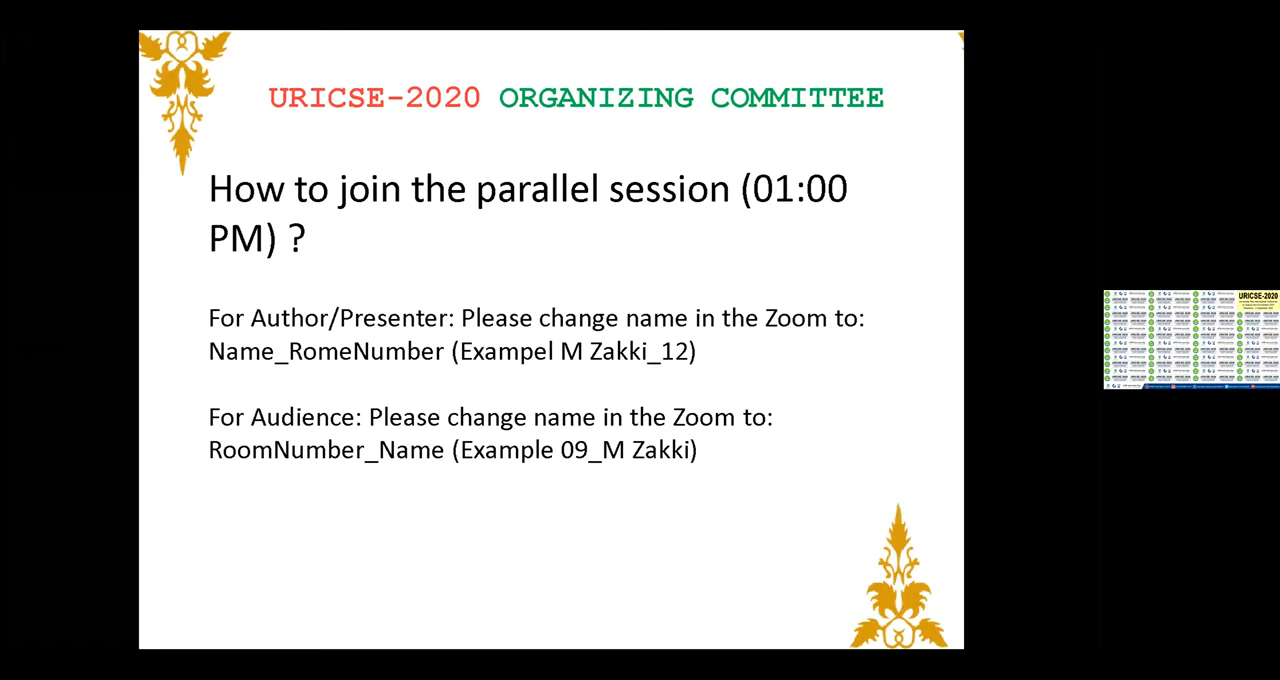 URICSE-2020 ORGANIZING COMMITTEE
How to join the parallel session (01:00
PM) ?
For Author/Presenter: Please change name in the Zoom to:
Name_RomeNumber (Exampel M Zakki_12)
For Audience: Please change name in the Zoom to:
RoomNumber_Name (Example 09_M Zakki)
URICSE-2020